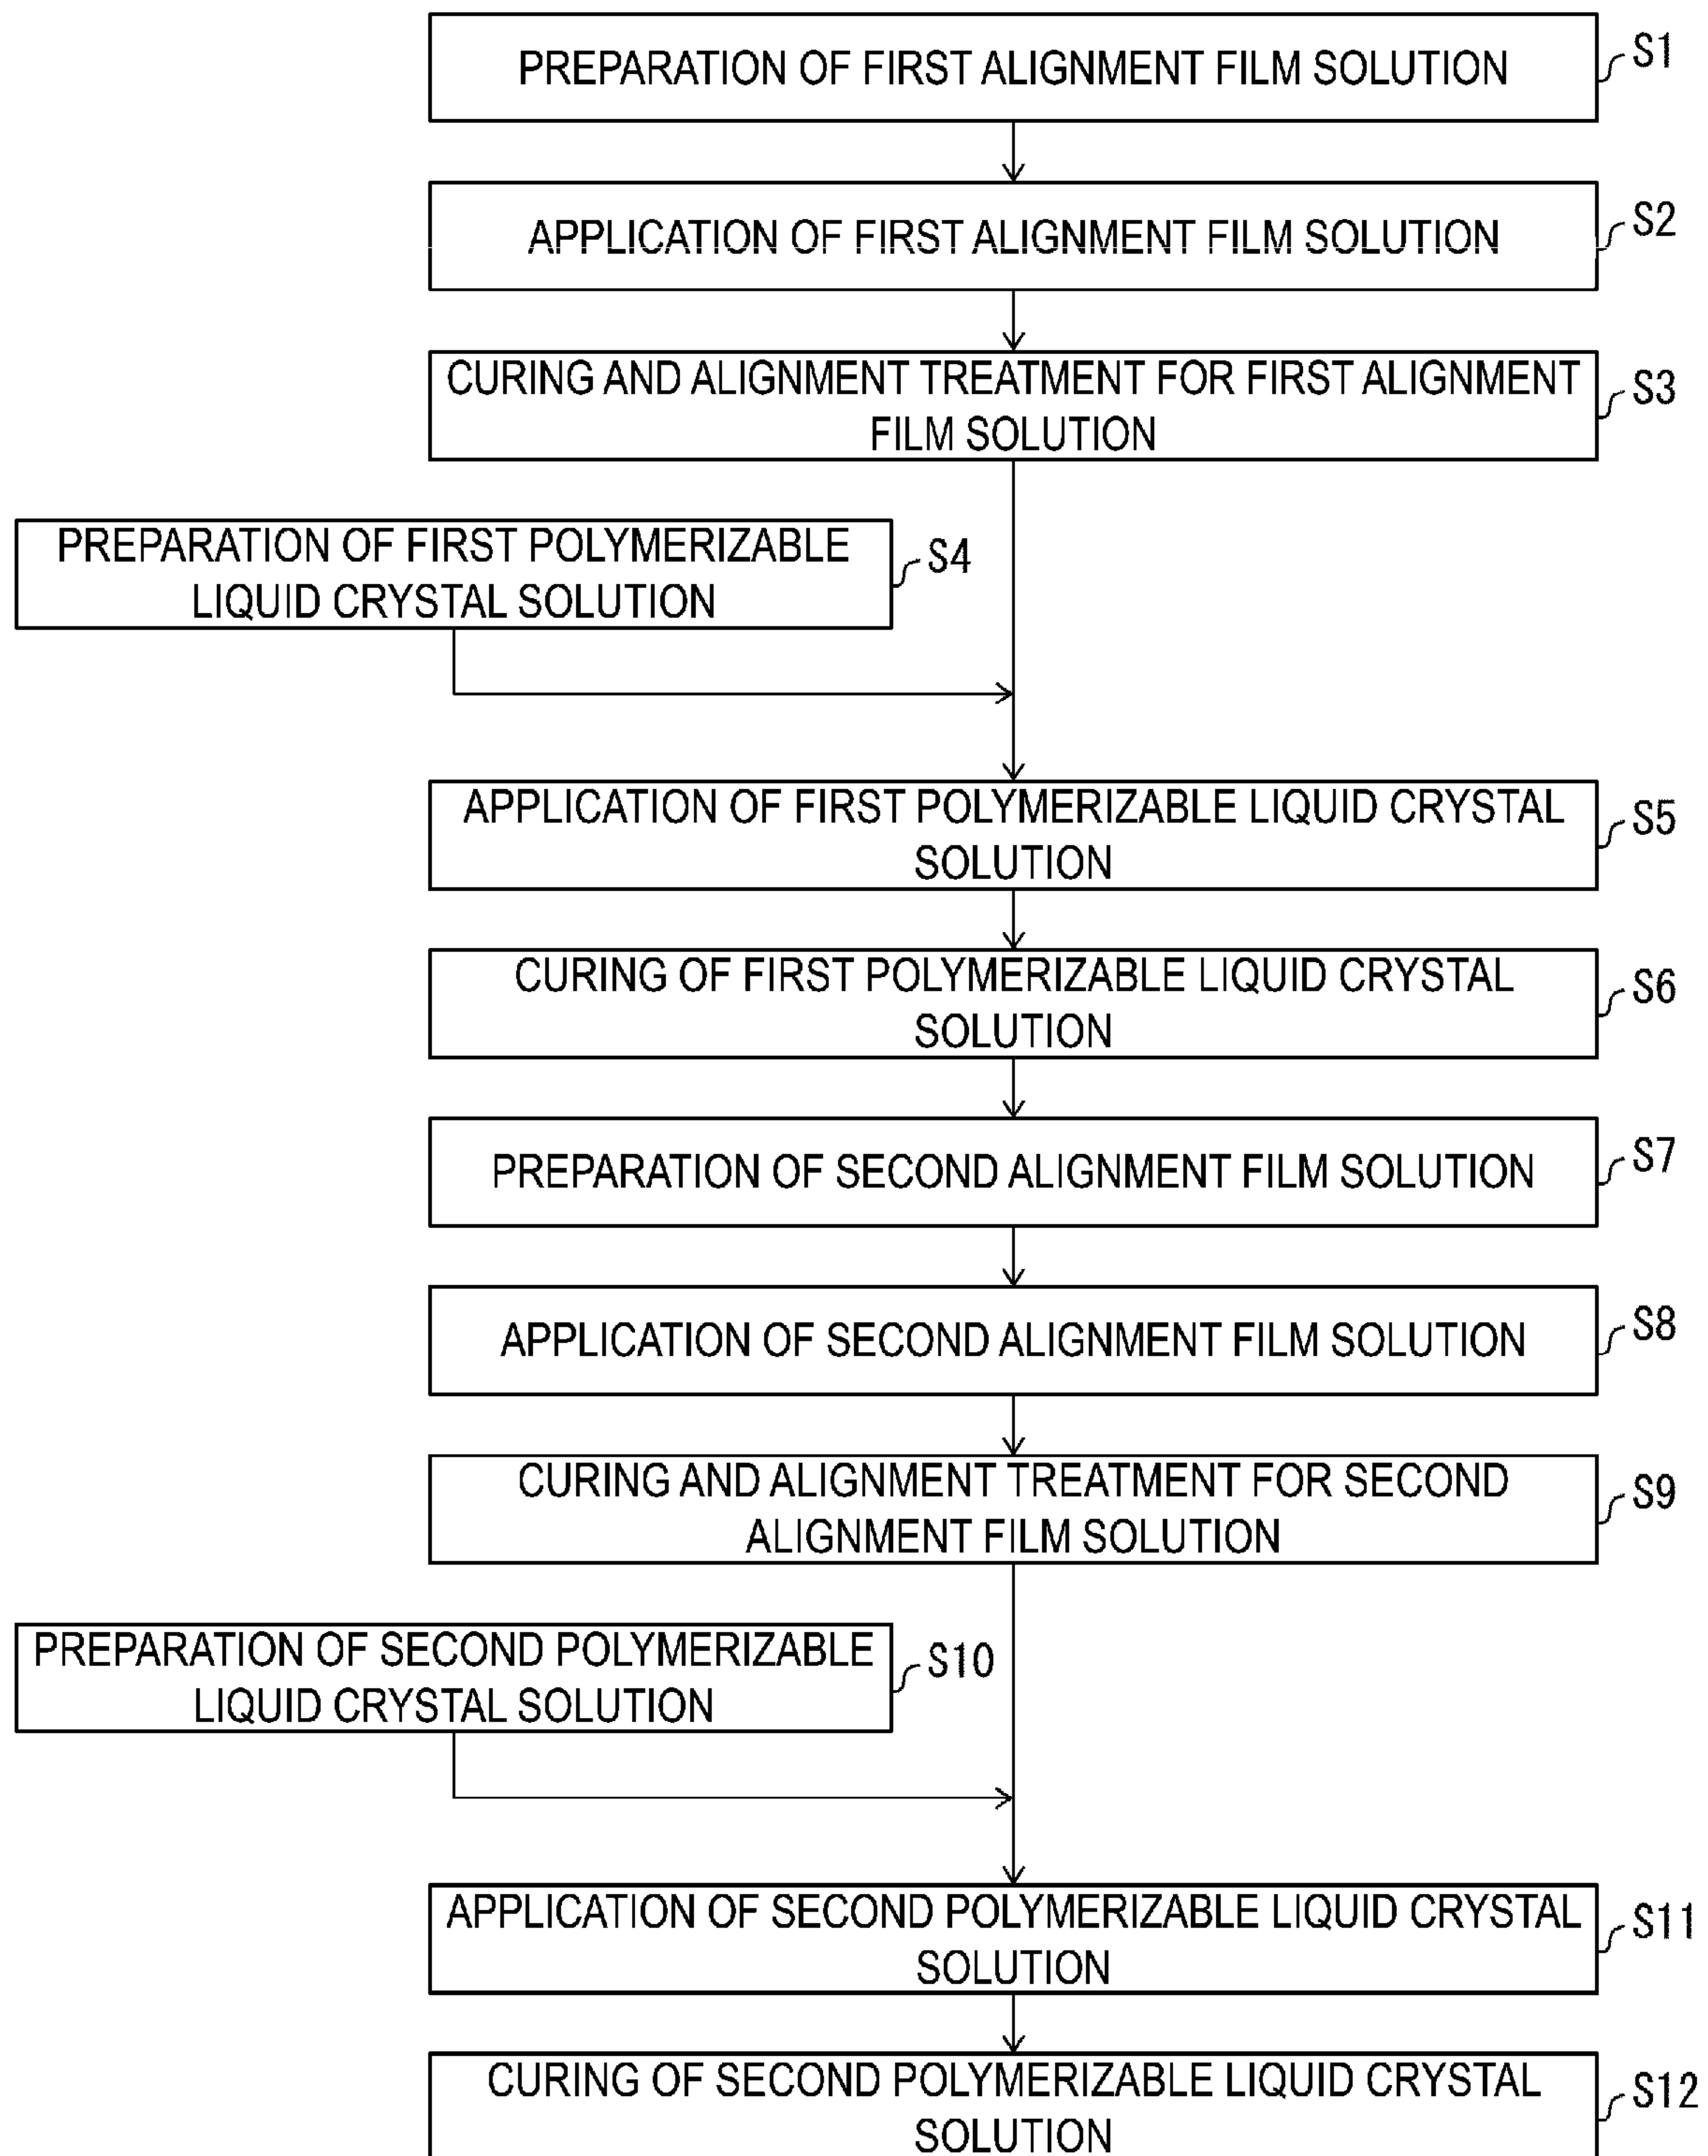 PREPARATION OF FIRST ALIGNMENT FILM SOLUTION
S1
APPLICATION OF FIRST ALIGNMENT FILM SOLUTION
S2
CURING AND ALIGNMENT TREATMENT FOR FIRST ALIGNMENT
FILM SOLUTION
S3
PREPARATION OF FIRST POLYMERIZABLE
LIQUID CRYSTAL SOLUTION
S4
APPLICATION OF FIRST POLYMERIZABLE LIQUID CRYSTAL
SOLUTION
S5
CURING OF FIRST POLYMERIZABLE LIQUID CRYSTAL
SOLUTION
S6
PREPARATION OF SECOND ALIGNMENT FILM SOLUTION
S7
APPLICATION OF SECOND ALIGNMENT FILM SOLUTION
S8
CURING AND ALIGNMENT TREATMENT FOR SECOND
ALIGNMENT FILM SOLUTION
S9
PREPARATION OF SECOND POLYMERIZABLE
LIQUID CRYSTAL SOLUTION
S10
APPLICATION OF SECOND POLYMERIZABLE LIQUID CRYSTAL
SOLUTION
S11
CURING OF SECOND POLYMERIZABLE LIQUID CRYSTAL
SOLUTION
S12